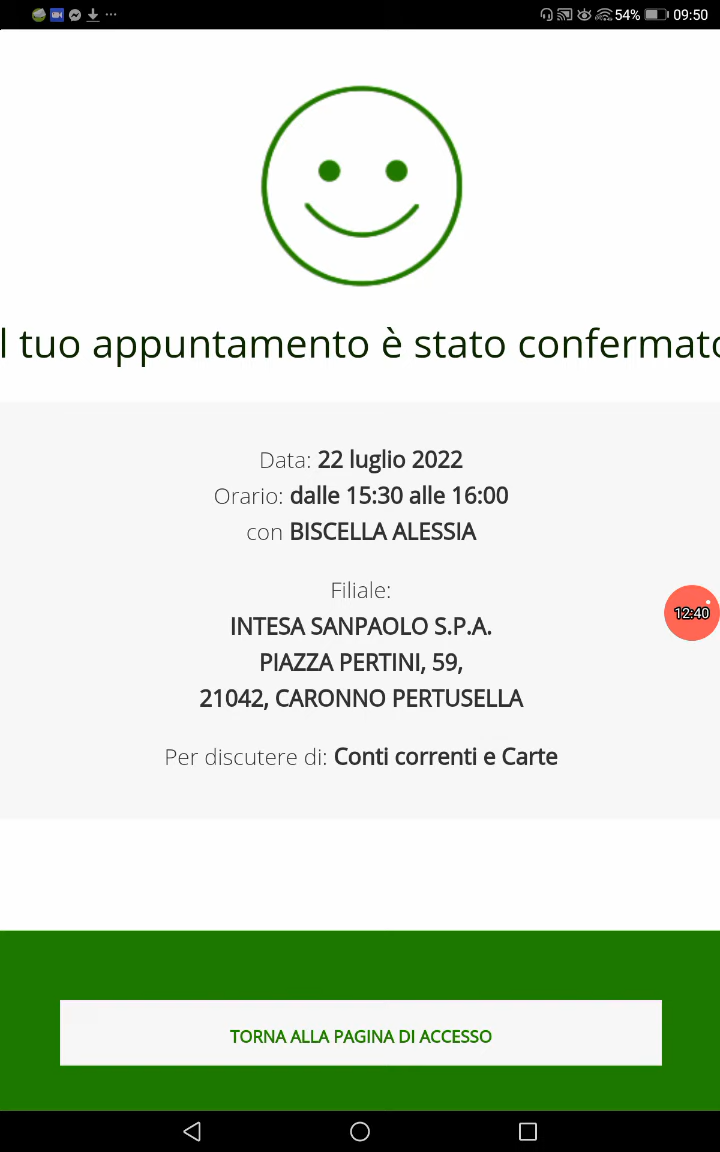 54% 09:50
l tuo appuntamento è stato confermato
Data: 22 luglio 2022
Orario: dalle 15:30 alle 16:00
con BISCELLA ALESSIA
Filiale:
INTESA SANPAOLO S.P.A.
12:40
PIAZZA PERTINI, 59,
21042, CARONNO PERTUSELLA
Per discutere di: Conti correnti e Carte
TORNA ALLA PAGINA DI ACCESSO